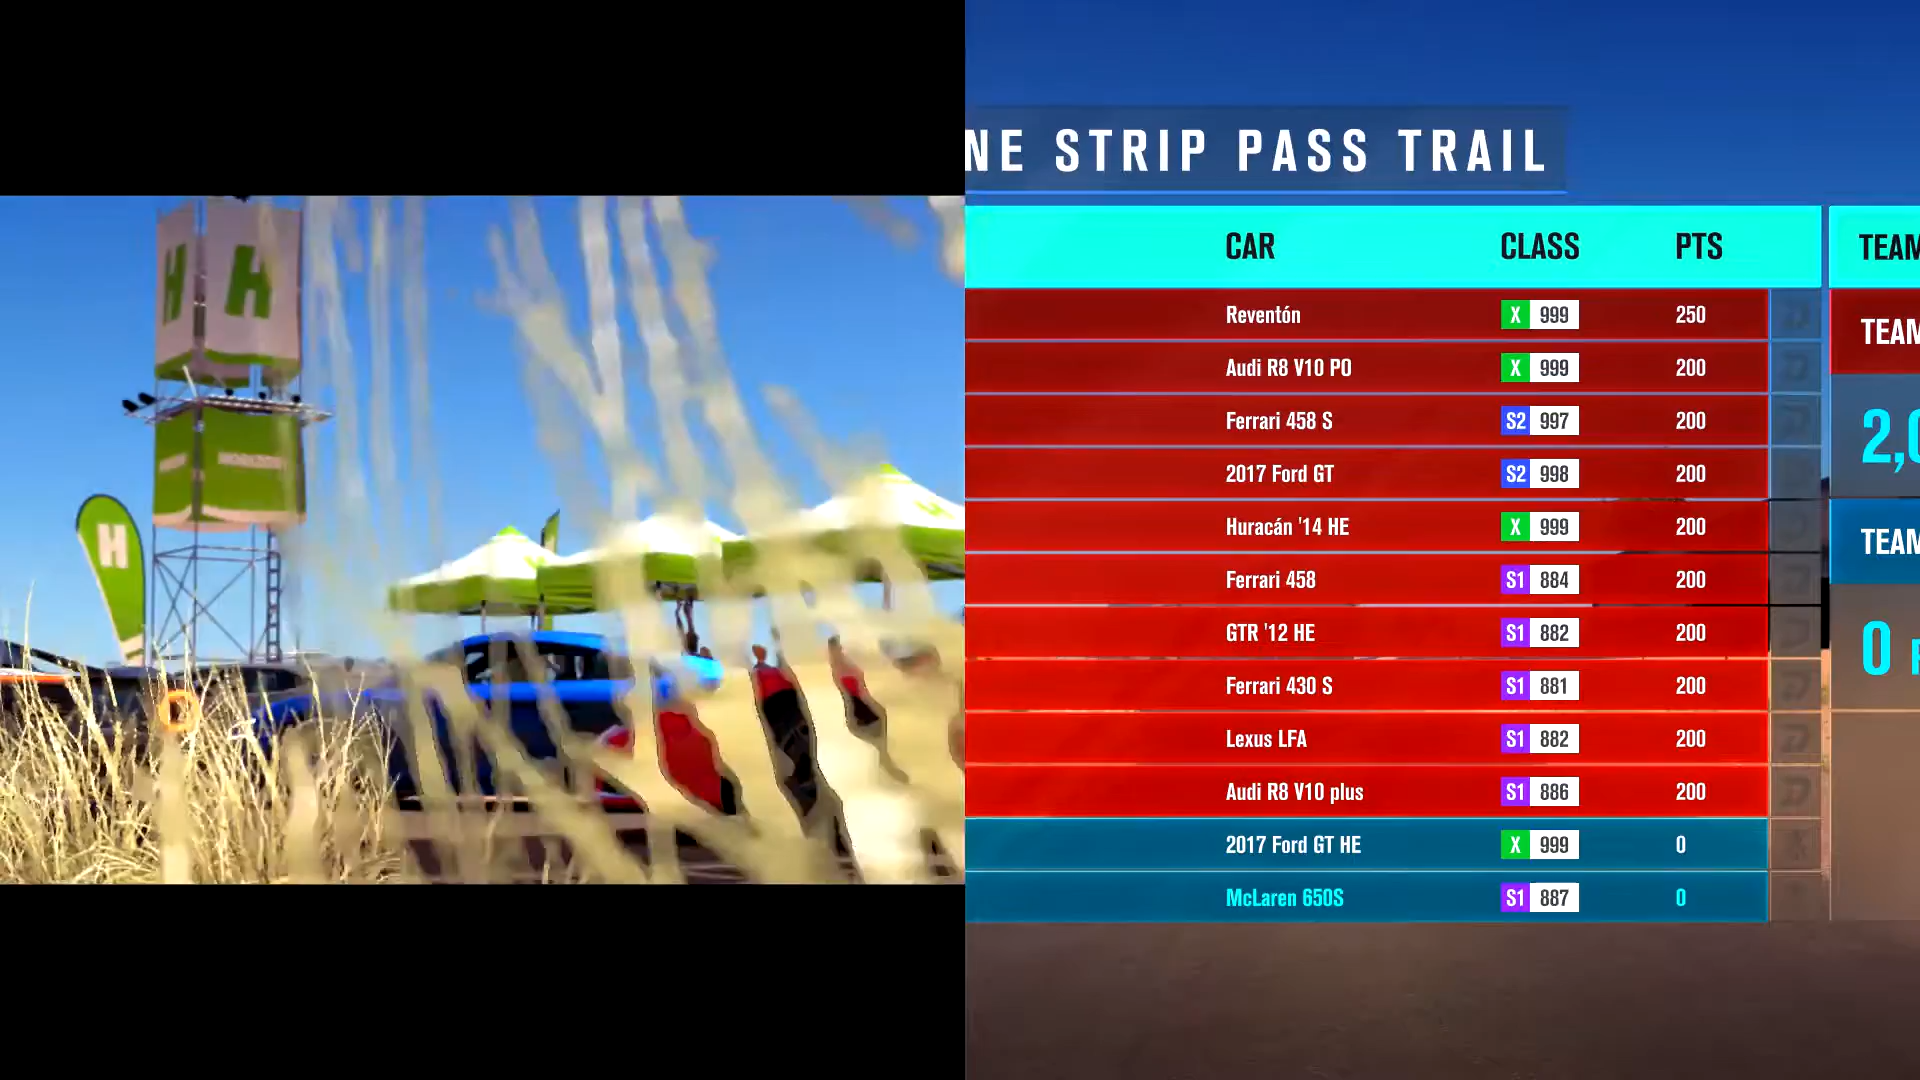 H H
H
NE STRIP PASS TRAIL
CAR CLASS PTS TEAM
Reventón X 999 250
Audi R8 V10 PO X 999 200
Ferrari 458 S S2 997 200
2017 Ford GT S2 998 200
Huracán '14 HE X 999 200
Ferrari 458 S1 884 200
GTR '12 HE S1 882 200
Ferrari 430 S S1 881 200
Lexus LFA S1 882 200
Audi R8 V10 plus S1 886 200
2017 Ford GT HE X 999 0
McLaren 650S S1 887 0
TEAM
2,0
TEAM
0